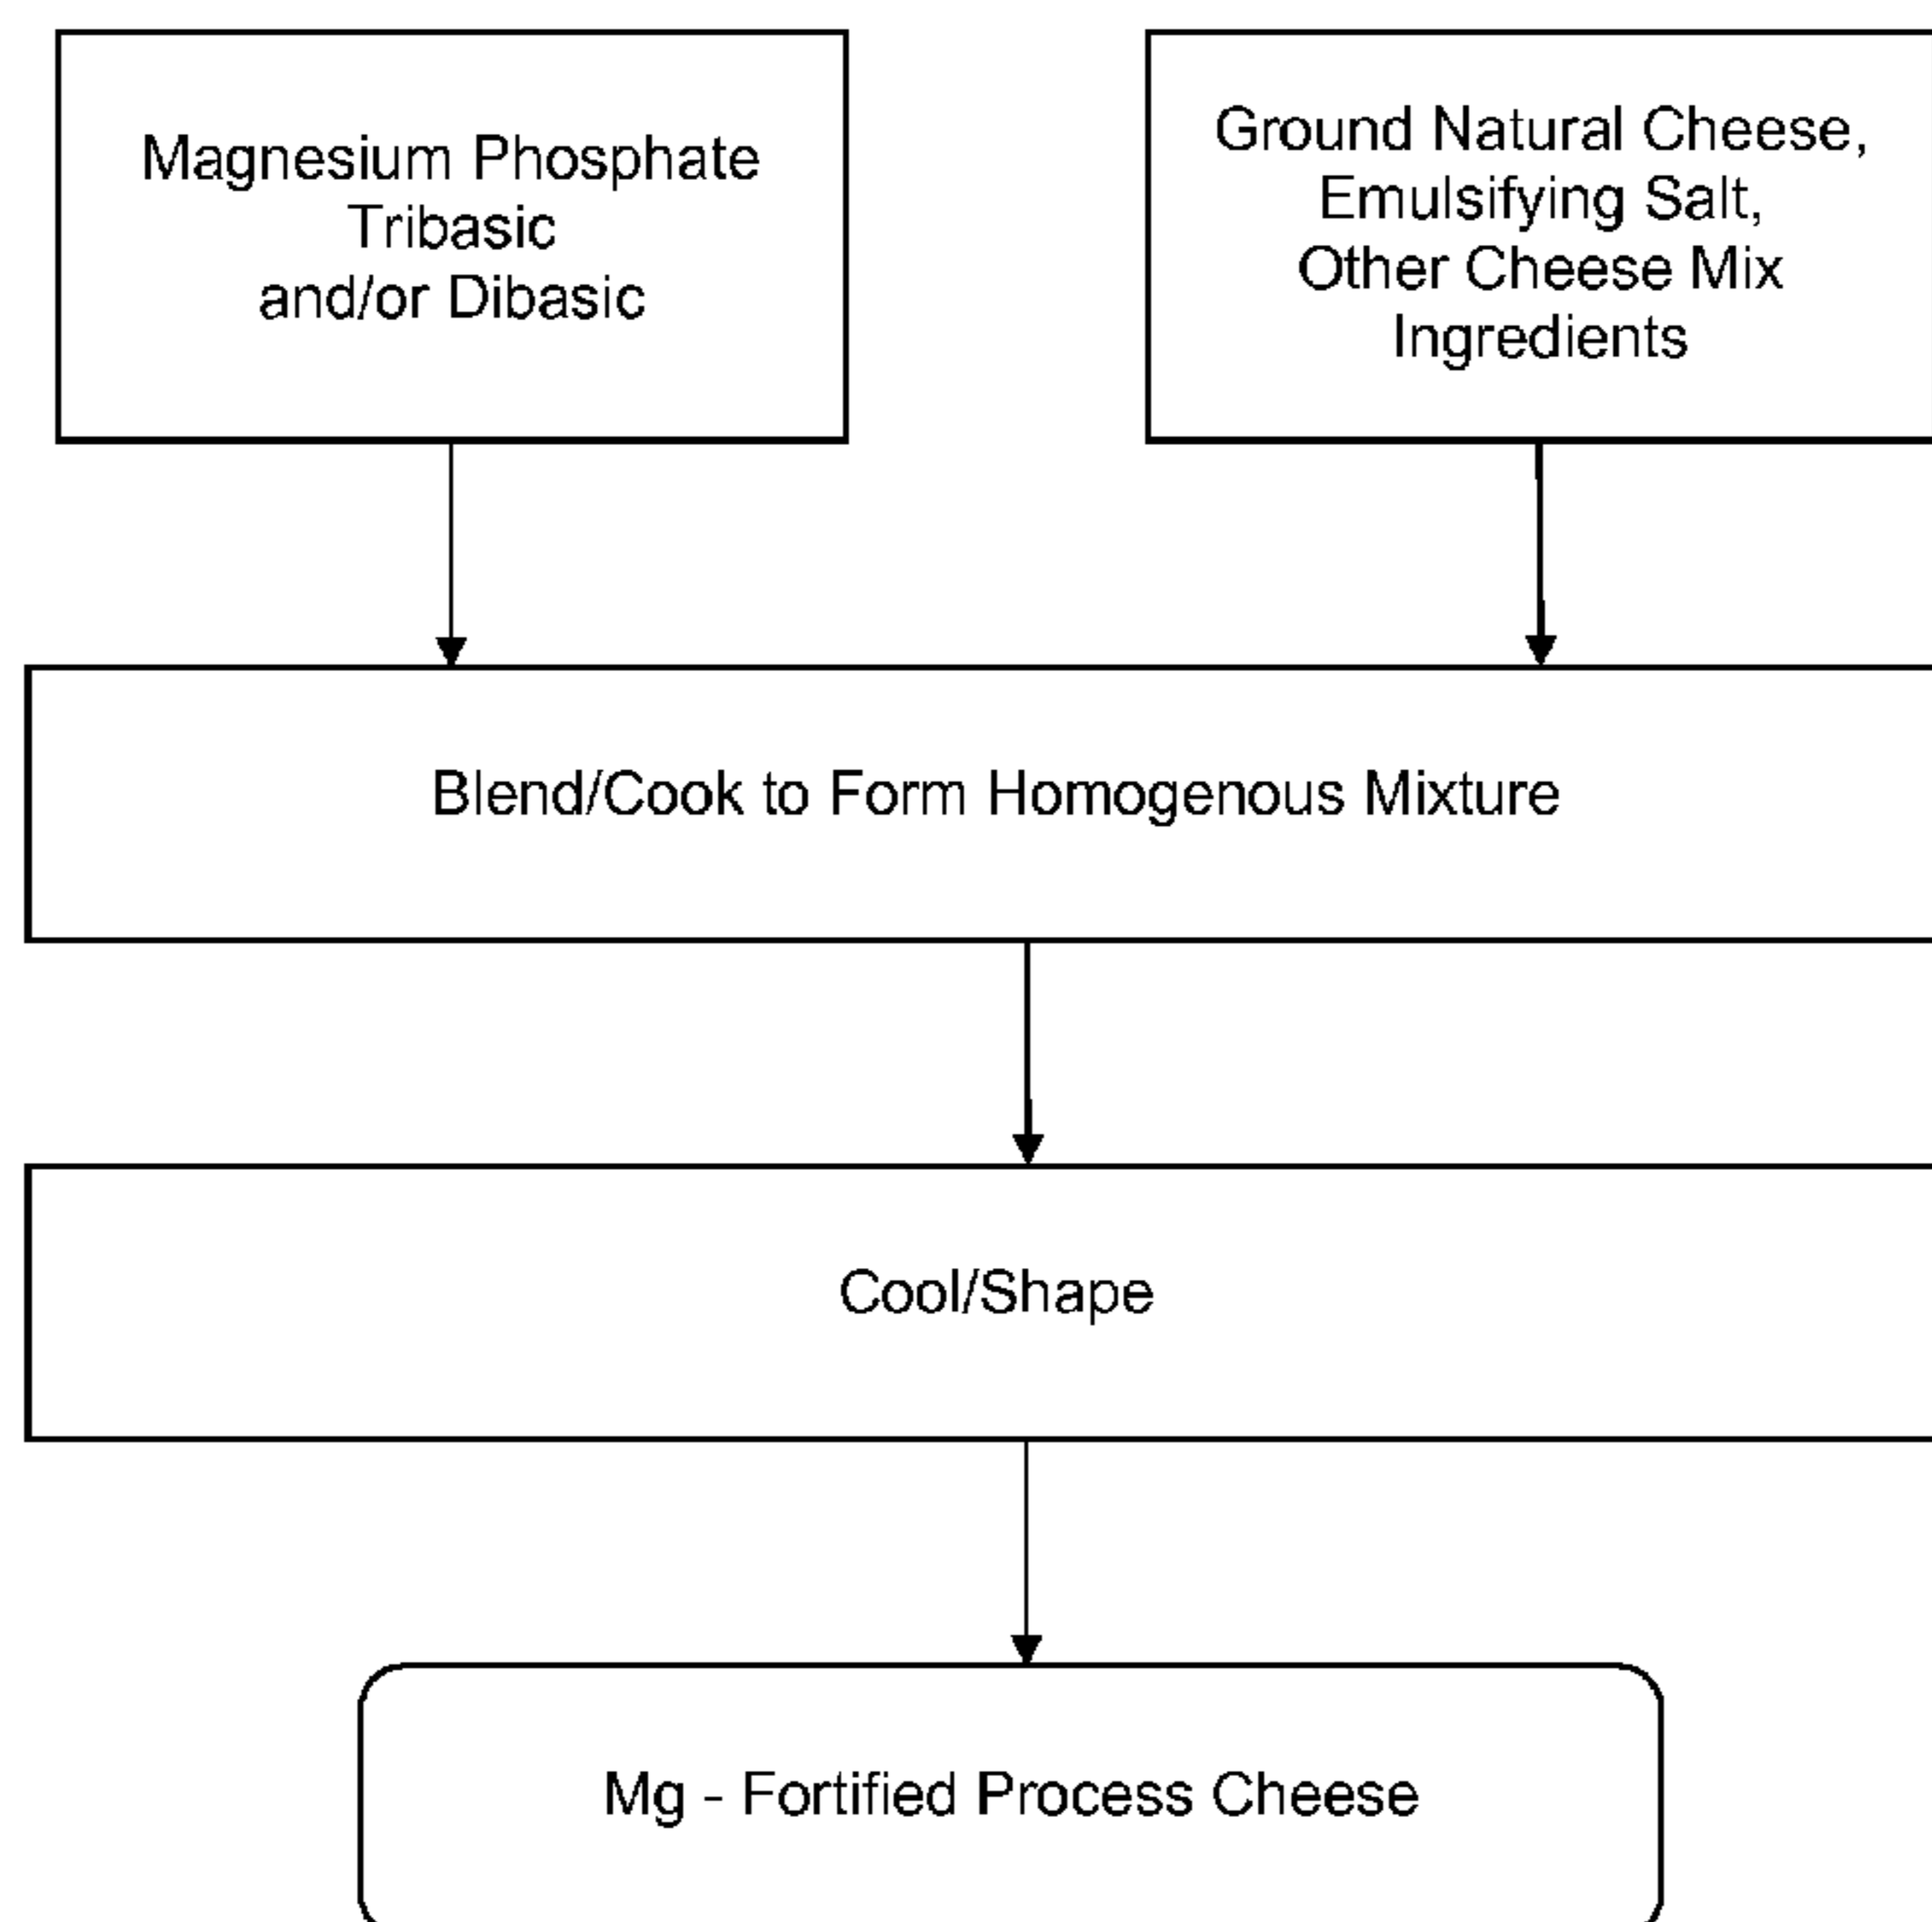 Magnesium Phosphate
Tribasic
and/or Dibasic
Ground Natural Cheese,
Emulsifying Salt,
Other Cheese Mix
Ingredients
Blend/Cook to Form Homogenous Mixture
Cool/Shape
Mg - Fortified Process Cheese